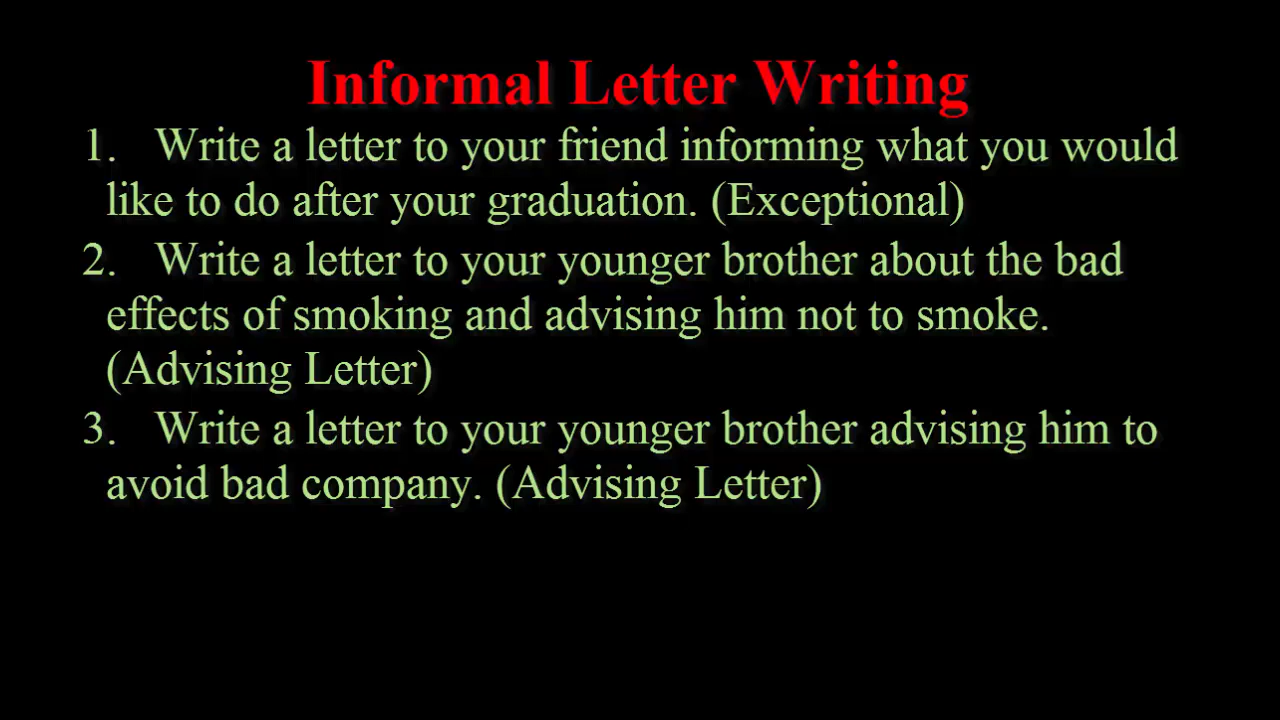 Informal Letter Writing
1. Write a letter to your friend informing what you would
like to do after your graduation. (Exceptional)
2. Write a letter to your younger brother about the bad
effects of smoking and advising him not to smoke.
(Advising Letter)
3. Write a letter to your younger brother advising him to
avoid bad company. (Advising Letter)